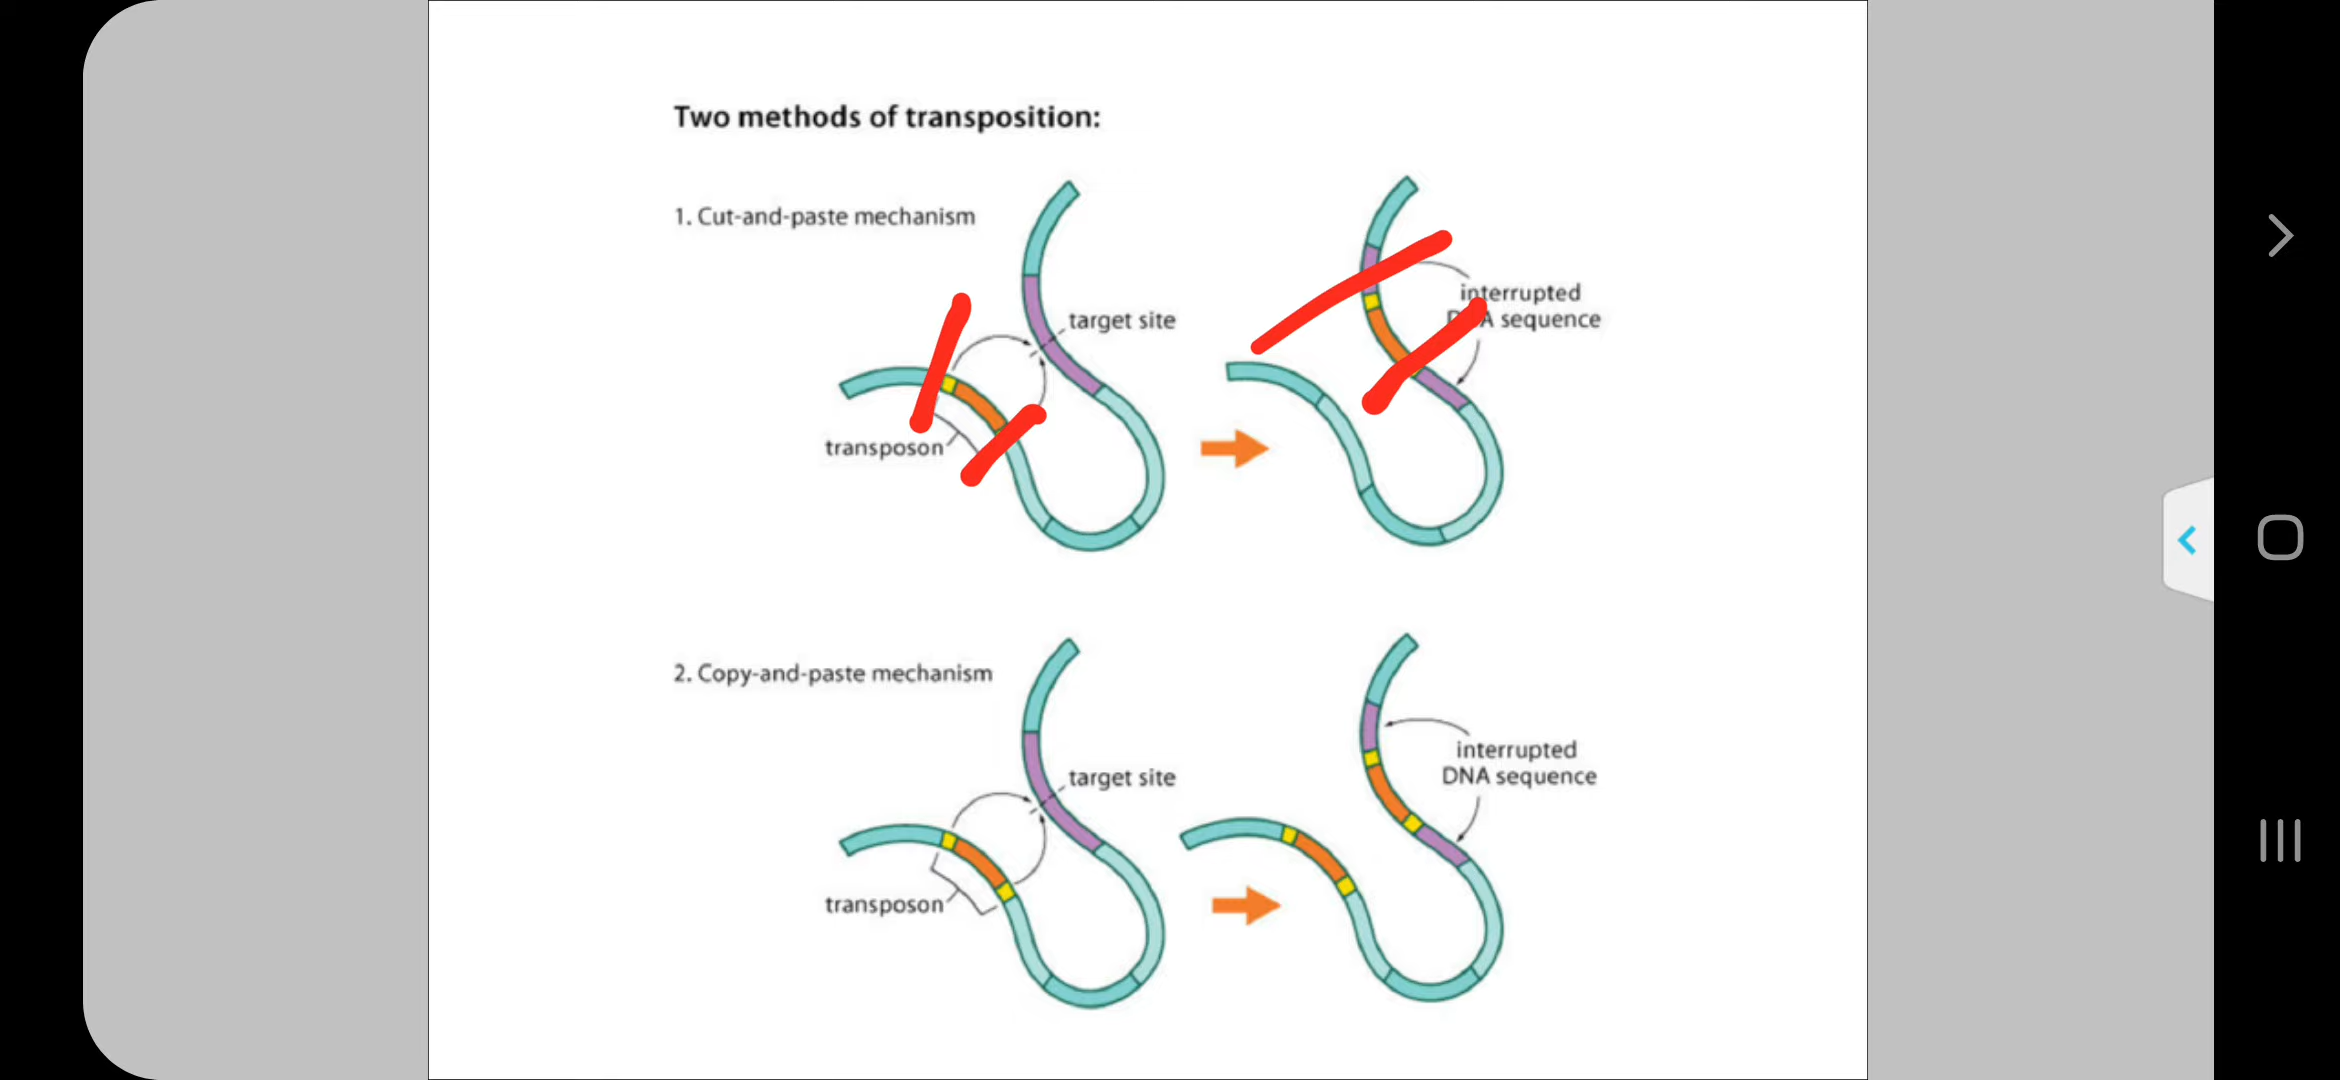 Two methods of transposition:
1. Cut-and-paste mechanism
target site
transposon
interrupted
DNA sequence
2. Copy-and-paste mechanism
target site
transposon
interrupted
DNA sequence